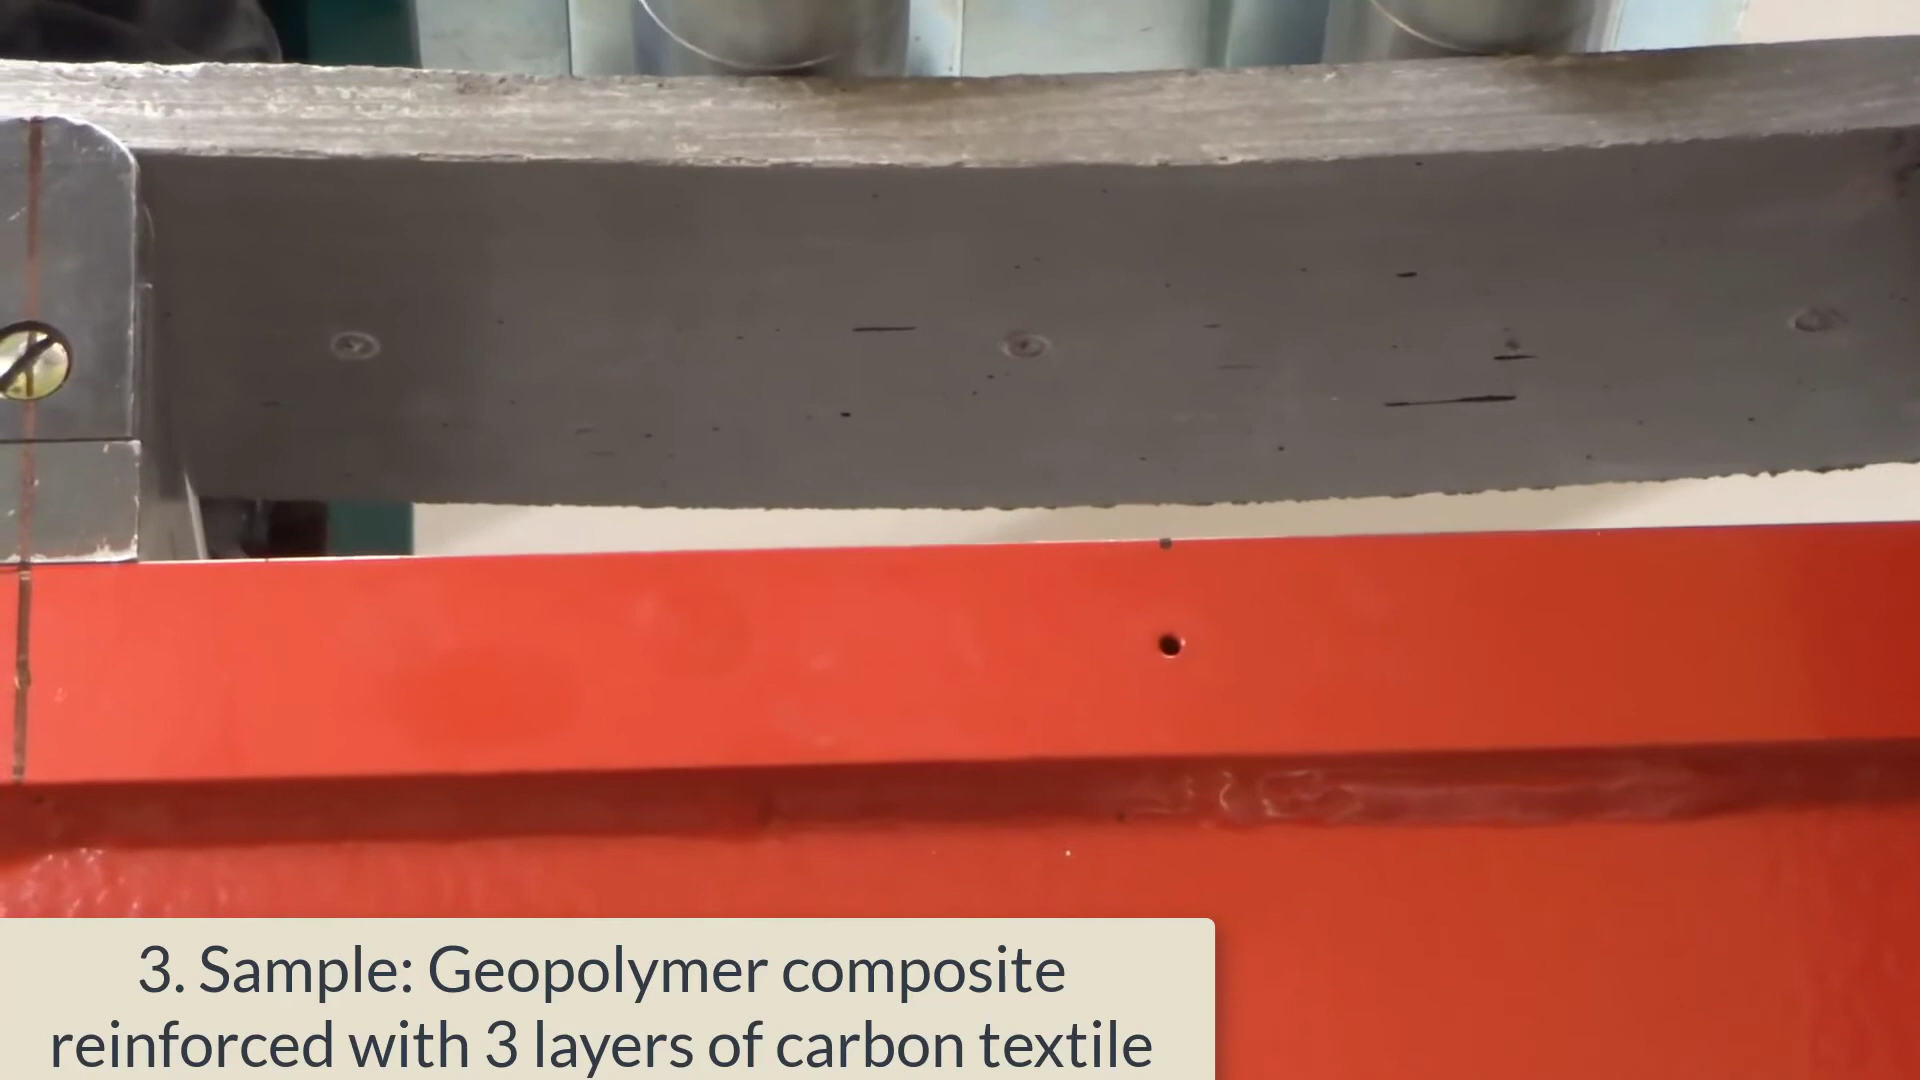 3. Sample: Geopolymer composite
reinforced with 3 layers of carbon textile